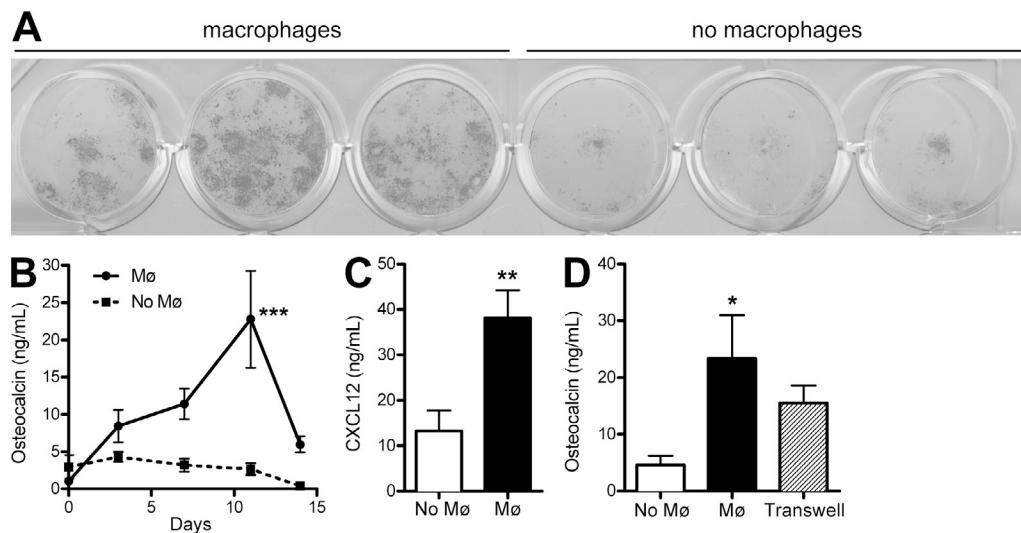 A
macrophages
no macrophages
B
30
25
20
15
10
5
0
Osteocalcin (ng/mL)
Mø
No Mø
***
0
5
10
15
Days
C
50
40
30
20
10
0
CXCL12 (ng/mL)
**
No Mø
Mø
D
40
30
20
10
0
Osteocalcin (ng/mL)
*
No Mø
Mø
Transwell